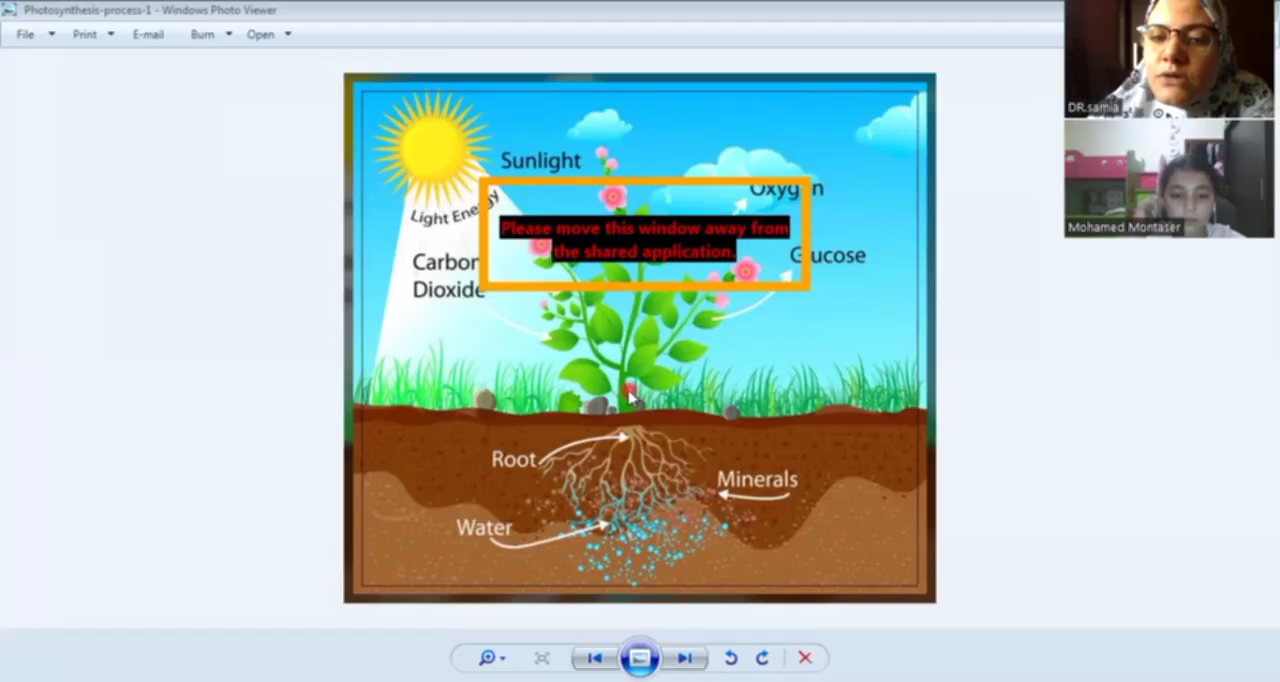 Photosynthesis-process-1 - Windows Photo Viewer
File Print E-mail Burn Open
DR.samia
Mohamed Montaser
Sunlight
Light Energy
Oxygen
Please move this window away from
the shared application.
Glucose
Carbon
Dioxide
Root
Minerals
Water